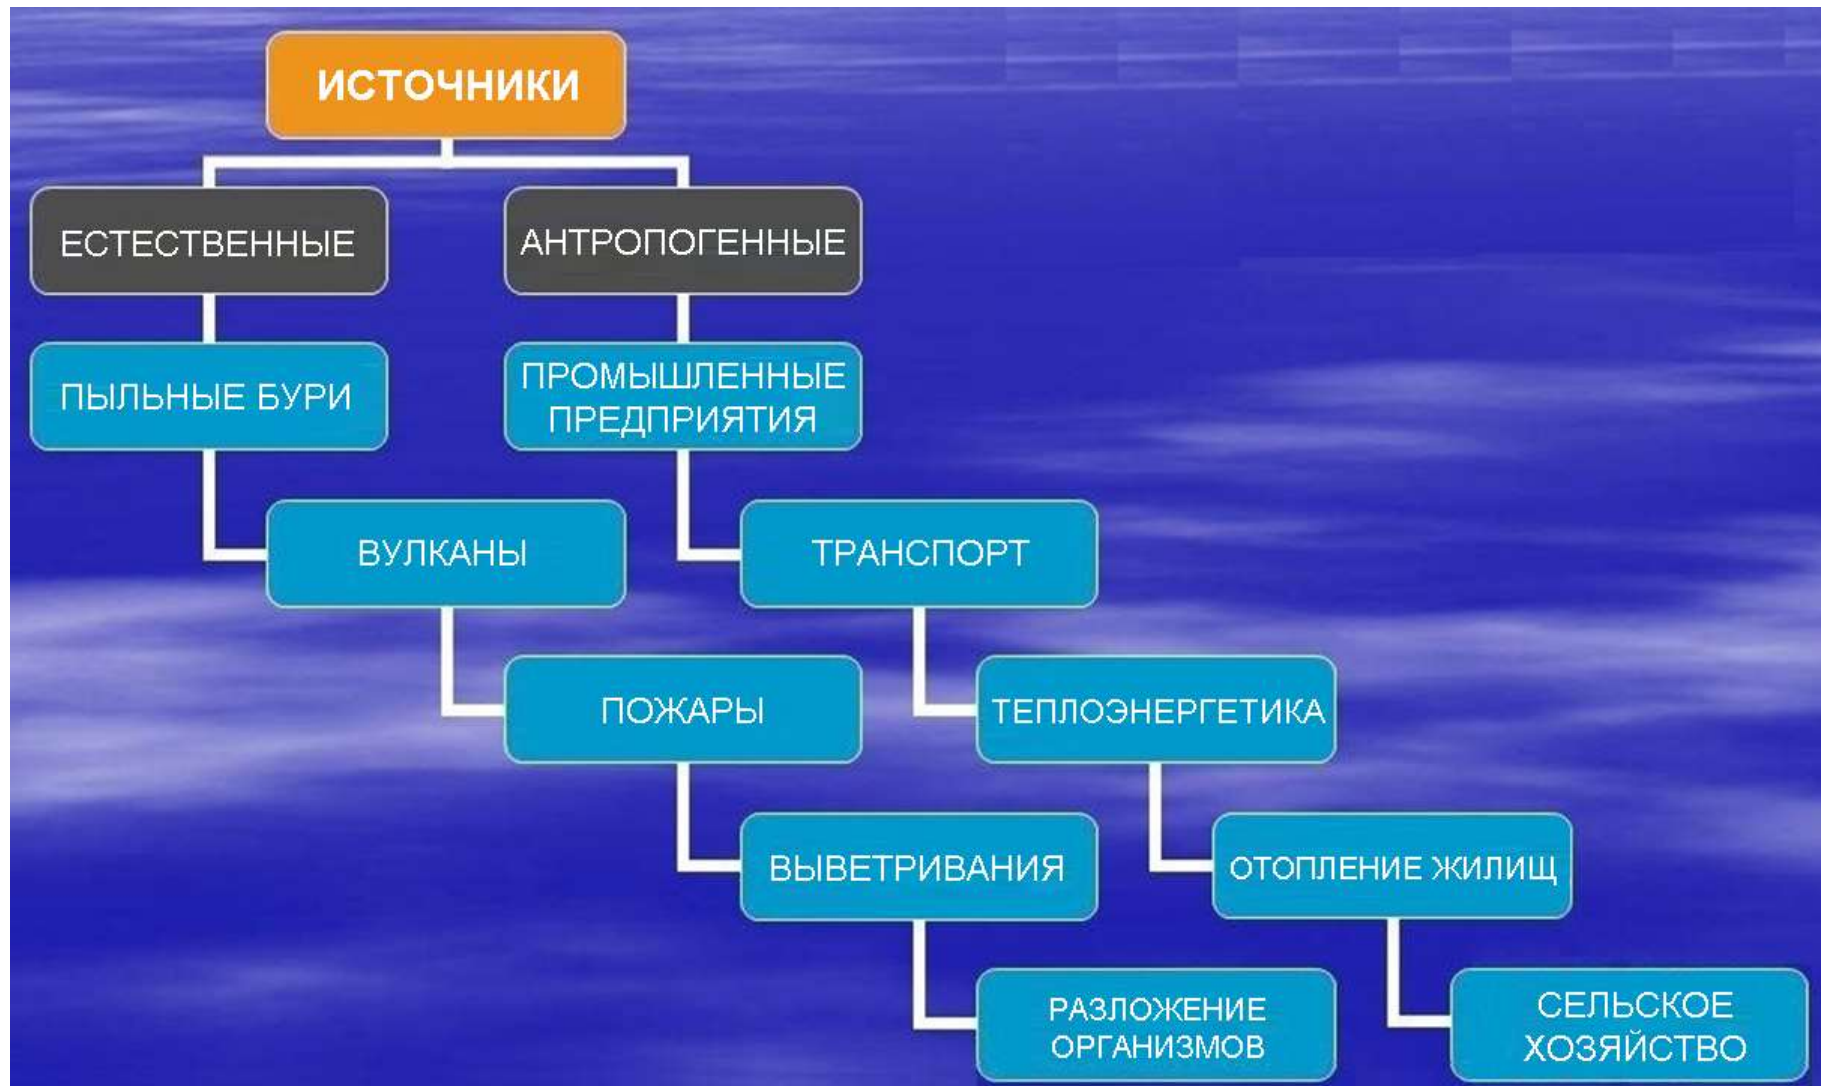 ИСТОЧНИКИ
ЕСТЕСТВЕННЫЕ
АНТРОПОГЕННЫЕ
ПЫЛЬНЫЕ БУРИ
ПРОМЫШЛЕННЫЕ
ПРЕДПРИЯТИЯ
ВУЛКАНЫ
ТРАНСПОРТ
ПОЖАРЫ
ТЕПЛОЭНЕРГЕТИКА
ВЫВЕТРИВАНИЯ
ОТОПЛЕНИЕ ЖИЛИЩ
РАЗЛОЖЕНИЕ
ОРГАНИЗМОВ
СЕЛЬСКОЕ
ХОЗЯЙСТВО